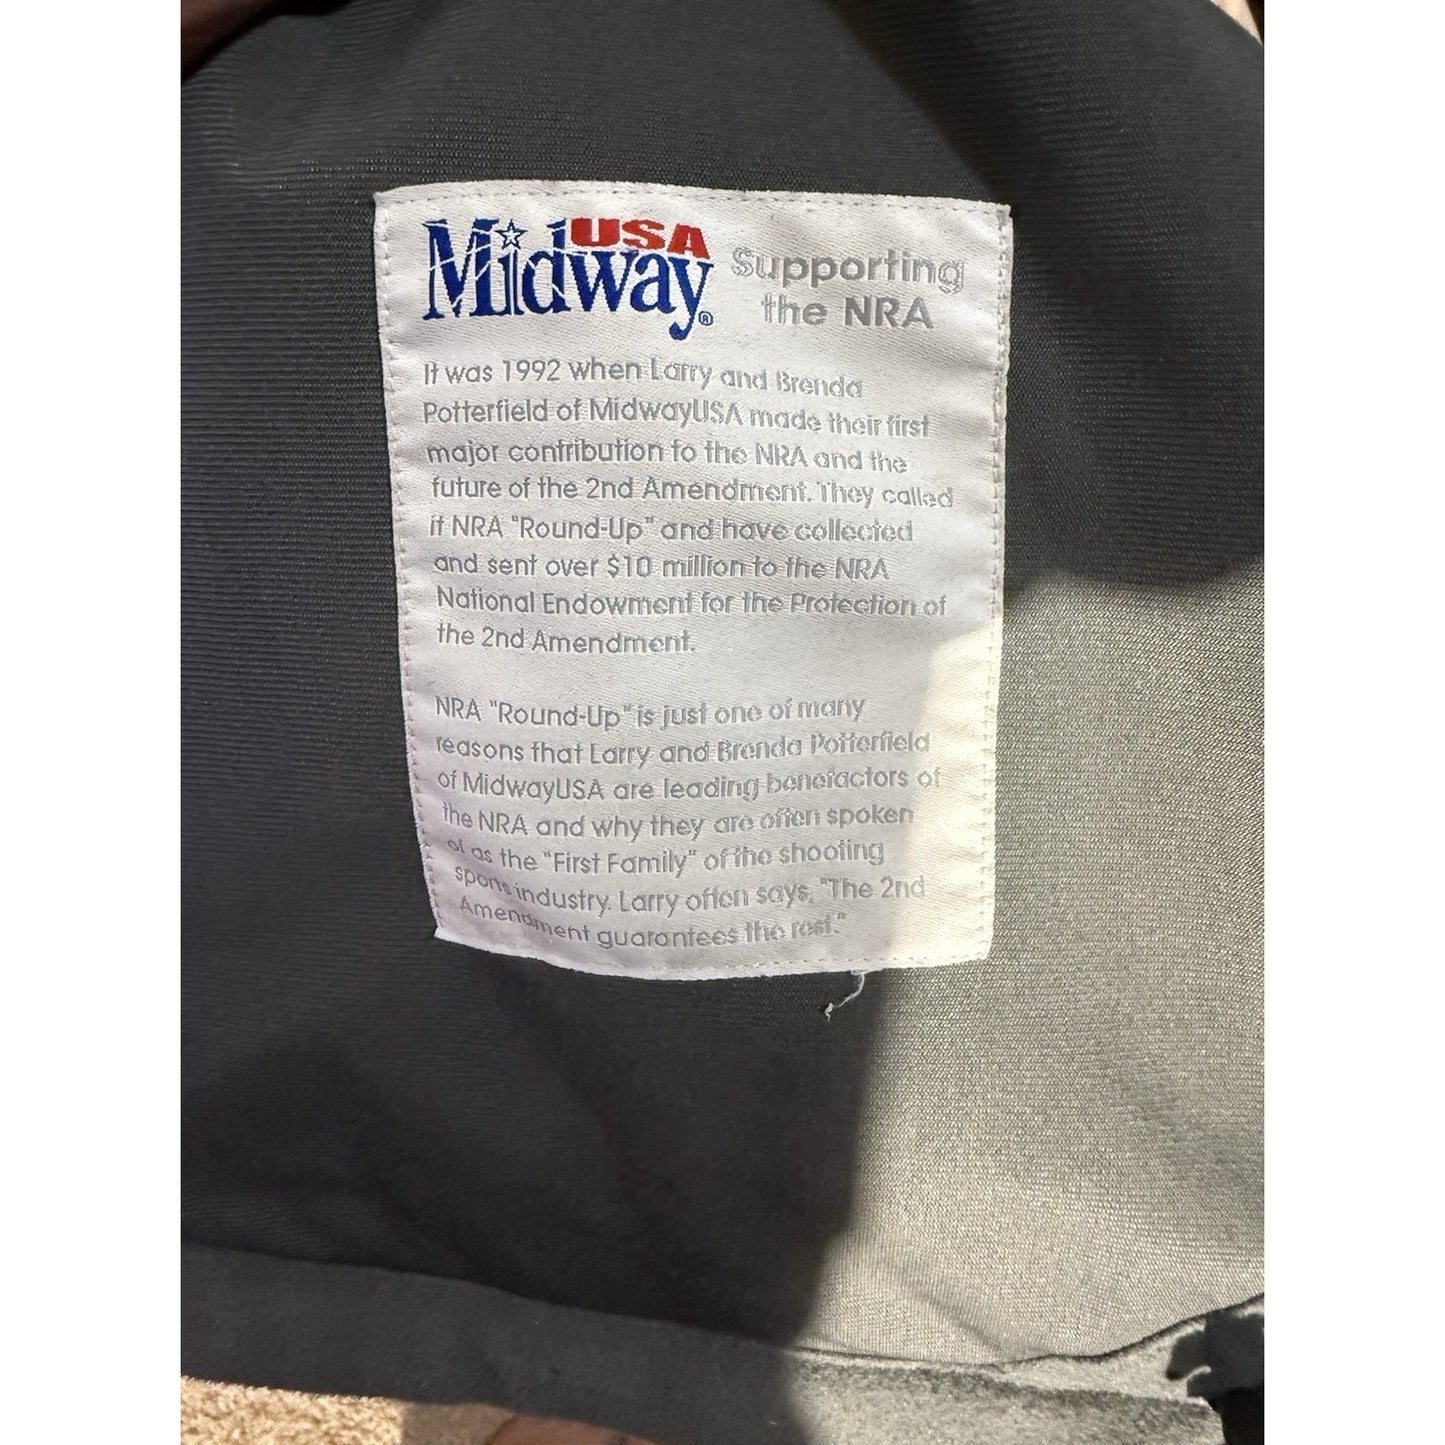 Midway USA ®
Supporting
the NRA
It was 1992 when Larry and Brenda
Potterfield of MidwayUSA made their first
major contribution to the NRA and the
future of the 2nd Amendment. They called
it NRA "Round-Up" and have collected
and sent over $10 million to the NRA
National Endowment for the Protection of
the 2nd Amendment.
NRA "Round-Up" is just one of many
reasons that Larry and Brenda Potterfield
of MidwayUSA are leading benefactors of
the NRA and why they are often spoken
of as the "First Family" of the shooting
sports industry. Larry often says, "The 2nd
Amendment guarantees the rest."